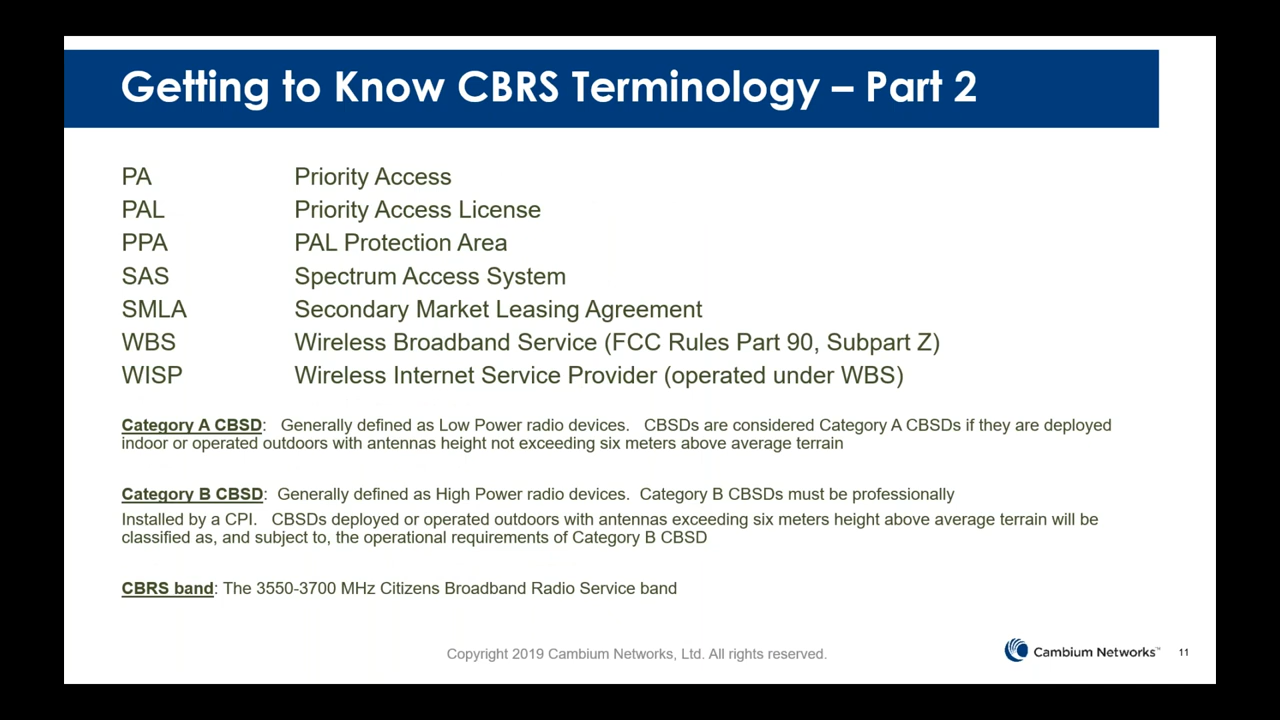 Getting to Know CBRS Terminology – Part 2
PA Priority Access
PAL Priority Access License
PPA PAL Protection Area
SAS Spectrum Access System
SMLA Secondary Market Leasing Agreement
WBS Wireless Broadband Service (FCC Rules Part 90, Subpart Z)
WISP Wireless Internet Service Provider (operated under WBS)
Category A CBSD: Generally defined as Low Power radio devices. CBSDs are considered Category A CBSDs if they are deployed
indoor or operated outdoors with antennas height not exceeding six meters above average terrain
Category B CBSD: Generally defined as High Power radio devices. Category B CBSDs must be professionally
Installed by a CPI. CBSDs deployed or operated outdoors with antennas exceeding six meters height above average terrain will be
classified as, and subject to, the operational requirements of Category B CBSD
CBRS band: The 3550-3700 MHz Citizens Broadband Radio Service band
Copyright 2019 Cambium Networks, Ltd. All rights reserved.
Cambium Networks™
11